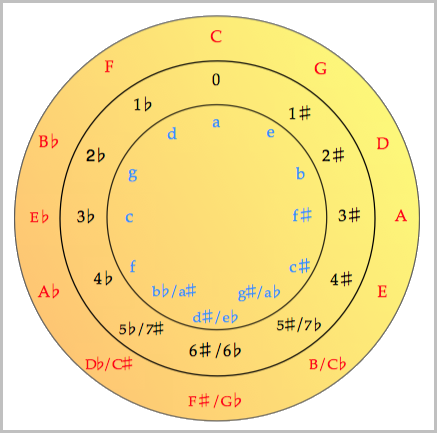 C
F
G
0
1♭
1♯
a
d
e
B♭
D
2♭
2♯
g
b
E♭
3♭
c
f♯
3♯
A
f
c♯
4♭
4♯
A♭
E
b♭/a♯
g♯/a♭
d♯/e♭
5♭/7♯
5♯/7♭
6♯/6♭
D♭/C♯
B/C♭
F♯/G♭